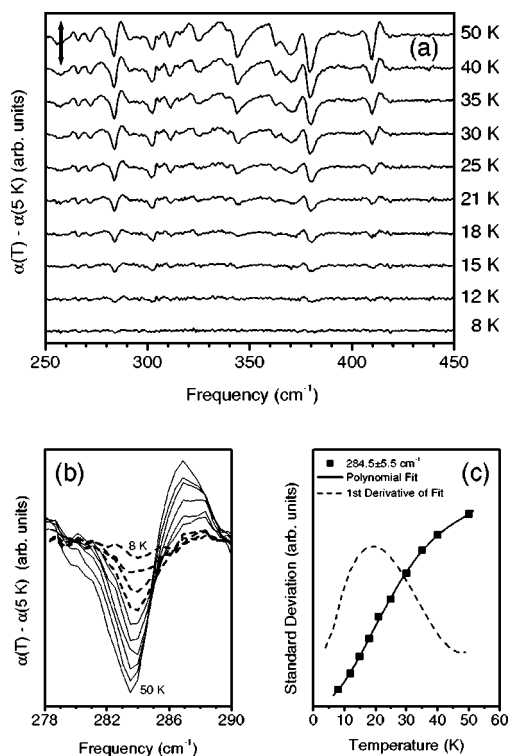 (a)
50 K
40 K
35 K
30 K
25 K
21 K
18 K
15 K
12 K
8 K
α(T) - α(5 K) (arb. units)
250 300 350 400 450
Frequency (cm⁻¹)
(b)
8 K
50 K
α(T) - α(5 K) (arb. units)
278 282 286 290
Frequency (cm⁻¹)
(c)
284.5±5.5 cm⁻¹
Polynomial Fit
1st Derivative of Fit
Standard Deviation (arb. units)
0 10 20 30 40 50 60
Temperature (K)